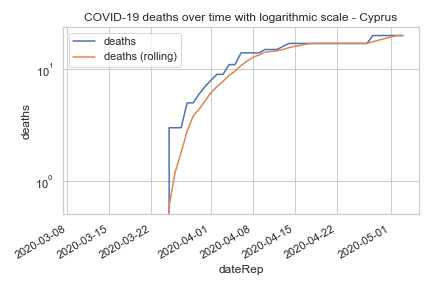 COVID-19 deaths over time with logarithmic scale - Cyprus
deaths
deaths (rolling)
10¹
10⁰
deaths
2020-03-08
2020-03-15
2020-03-22
2020-04-01
2020-04-08
2020-04-15
2020-04-22
2020-05-01
dateRep